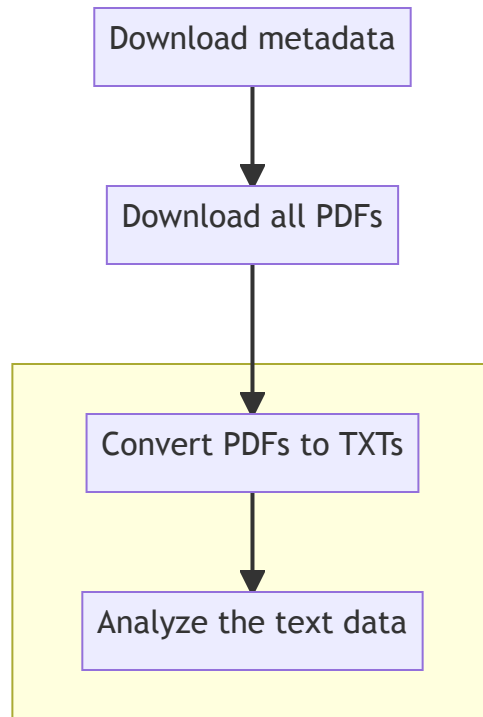 Download metadata
Download all PDFs
Convert PDFs to TXTs
Analyze the text data